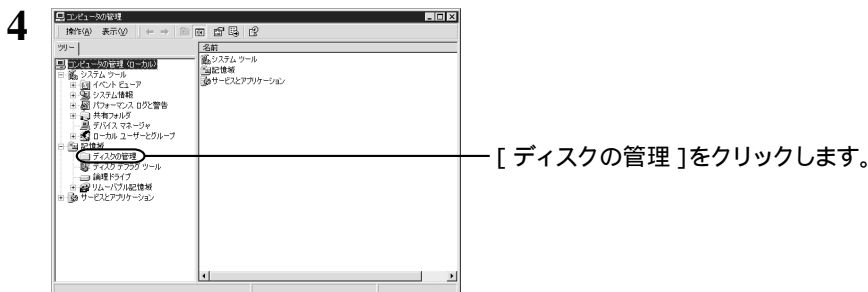 4
コンピュータの管理
操作(A) 表示(V)
ツリー
名前
コンピュータの管理 (ローカル)
システム ツール
イベント ビューア
システム情報
パフォーマンス ログと警告
共有フォルダ
デバイス マネージャ
ローカル ユーザーとグループ
記憶域
ディスクの管理
ディスク デフラグ ツール
論理ドライブ
リムーバブル記憶域
サービスとアプリケーション
システム ツール
記憶域
サービスとアプリケーション
[ ディスクの管理 ]をクリックします。